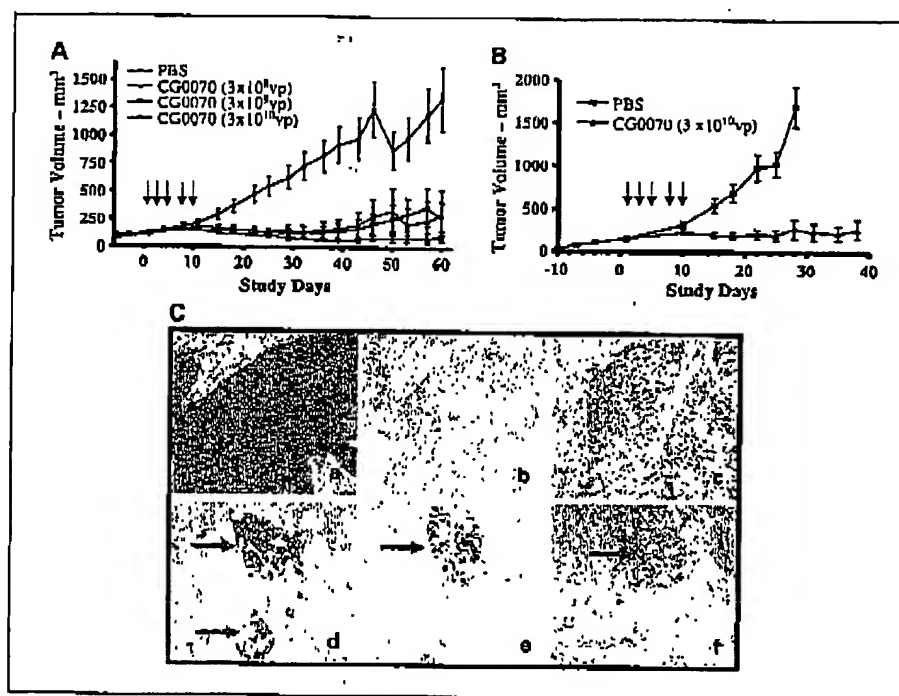 A
Tumor Volume - mm³
1500
1250
1000
750
500
250
0
PBS
CG0070 (3x10⁸vp)
CG0070 (3x10⁹vp)
CG0070 (3x10¹⁰vp)
0 10 20 30 40 50 60
Study Days
B
Tumor Volume - mm³
2000
1500
1000
500
0
PBS
CG0070 (3 x10¹⁰vp)
-10 0 10 20 30 40
Study Days
C
a
b
c
d
e
f